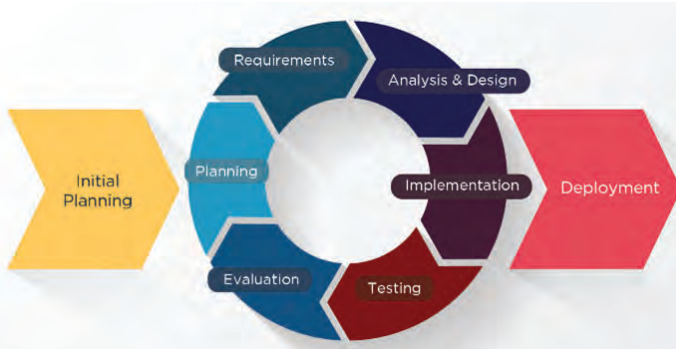 Requirements
Analysis & Design
Planning
Implementation
Initial
Planning
Deployment
Evaluation
Testing